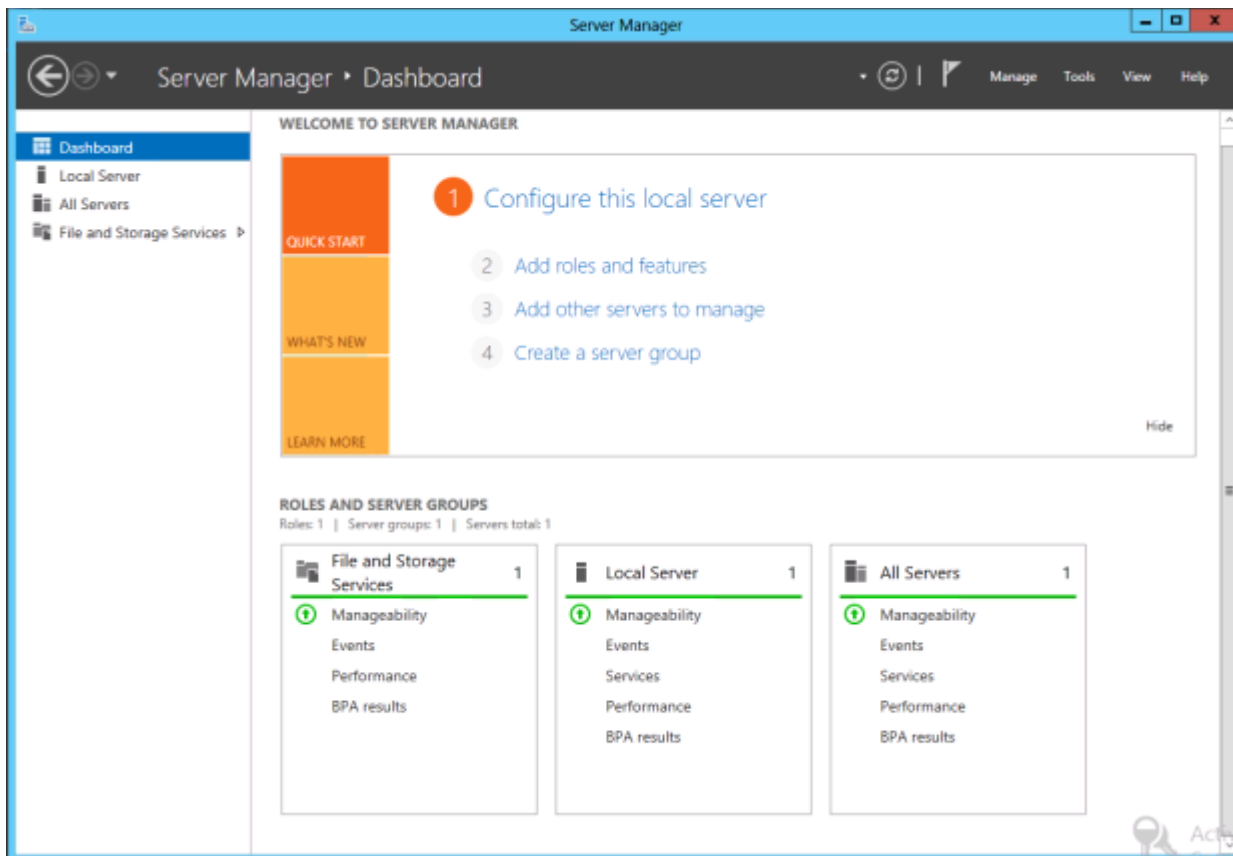 Server Manager
Server Manager ‣ Dashboard
Manage Tools View Help
Dashboard
Local Server
All Servers
File and Storage Services
WELCOME TO SERVER MANAGER
QUICK START
WHAT'S NEW
LEARN MORE
1 Configure this local server
2 Add roles and features
3 Add other servers to manage
4 Create a server group
Hide
ROLES AND SERVER GROUPS
Roles: 1 | Server groups: 1 | Servers total: 1
File and Storage
Services 1
Manageability
Events
Performance
BPA results
Local Server 1
Manageability
Events
Services
Performance
BPA results
All Servers 1
Manageability
Events
Services
Performance
BPA results